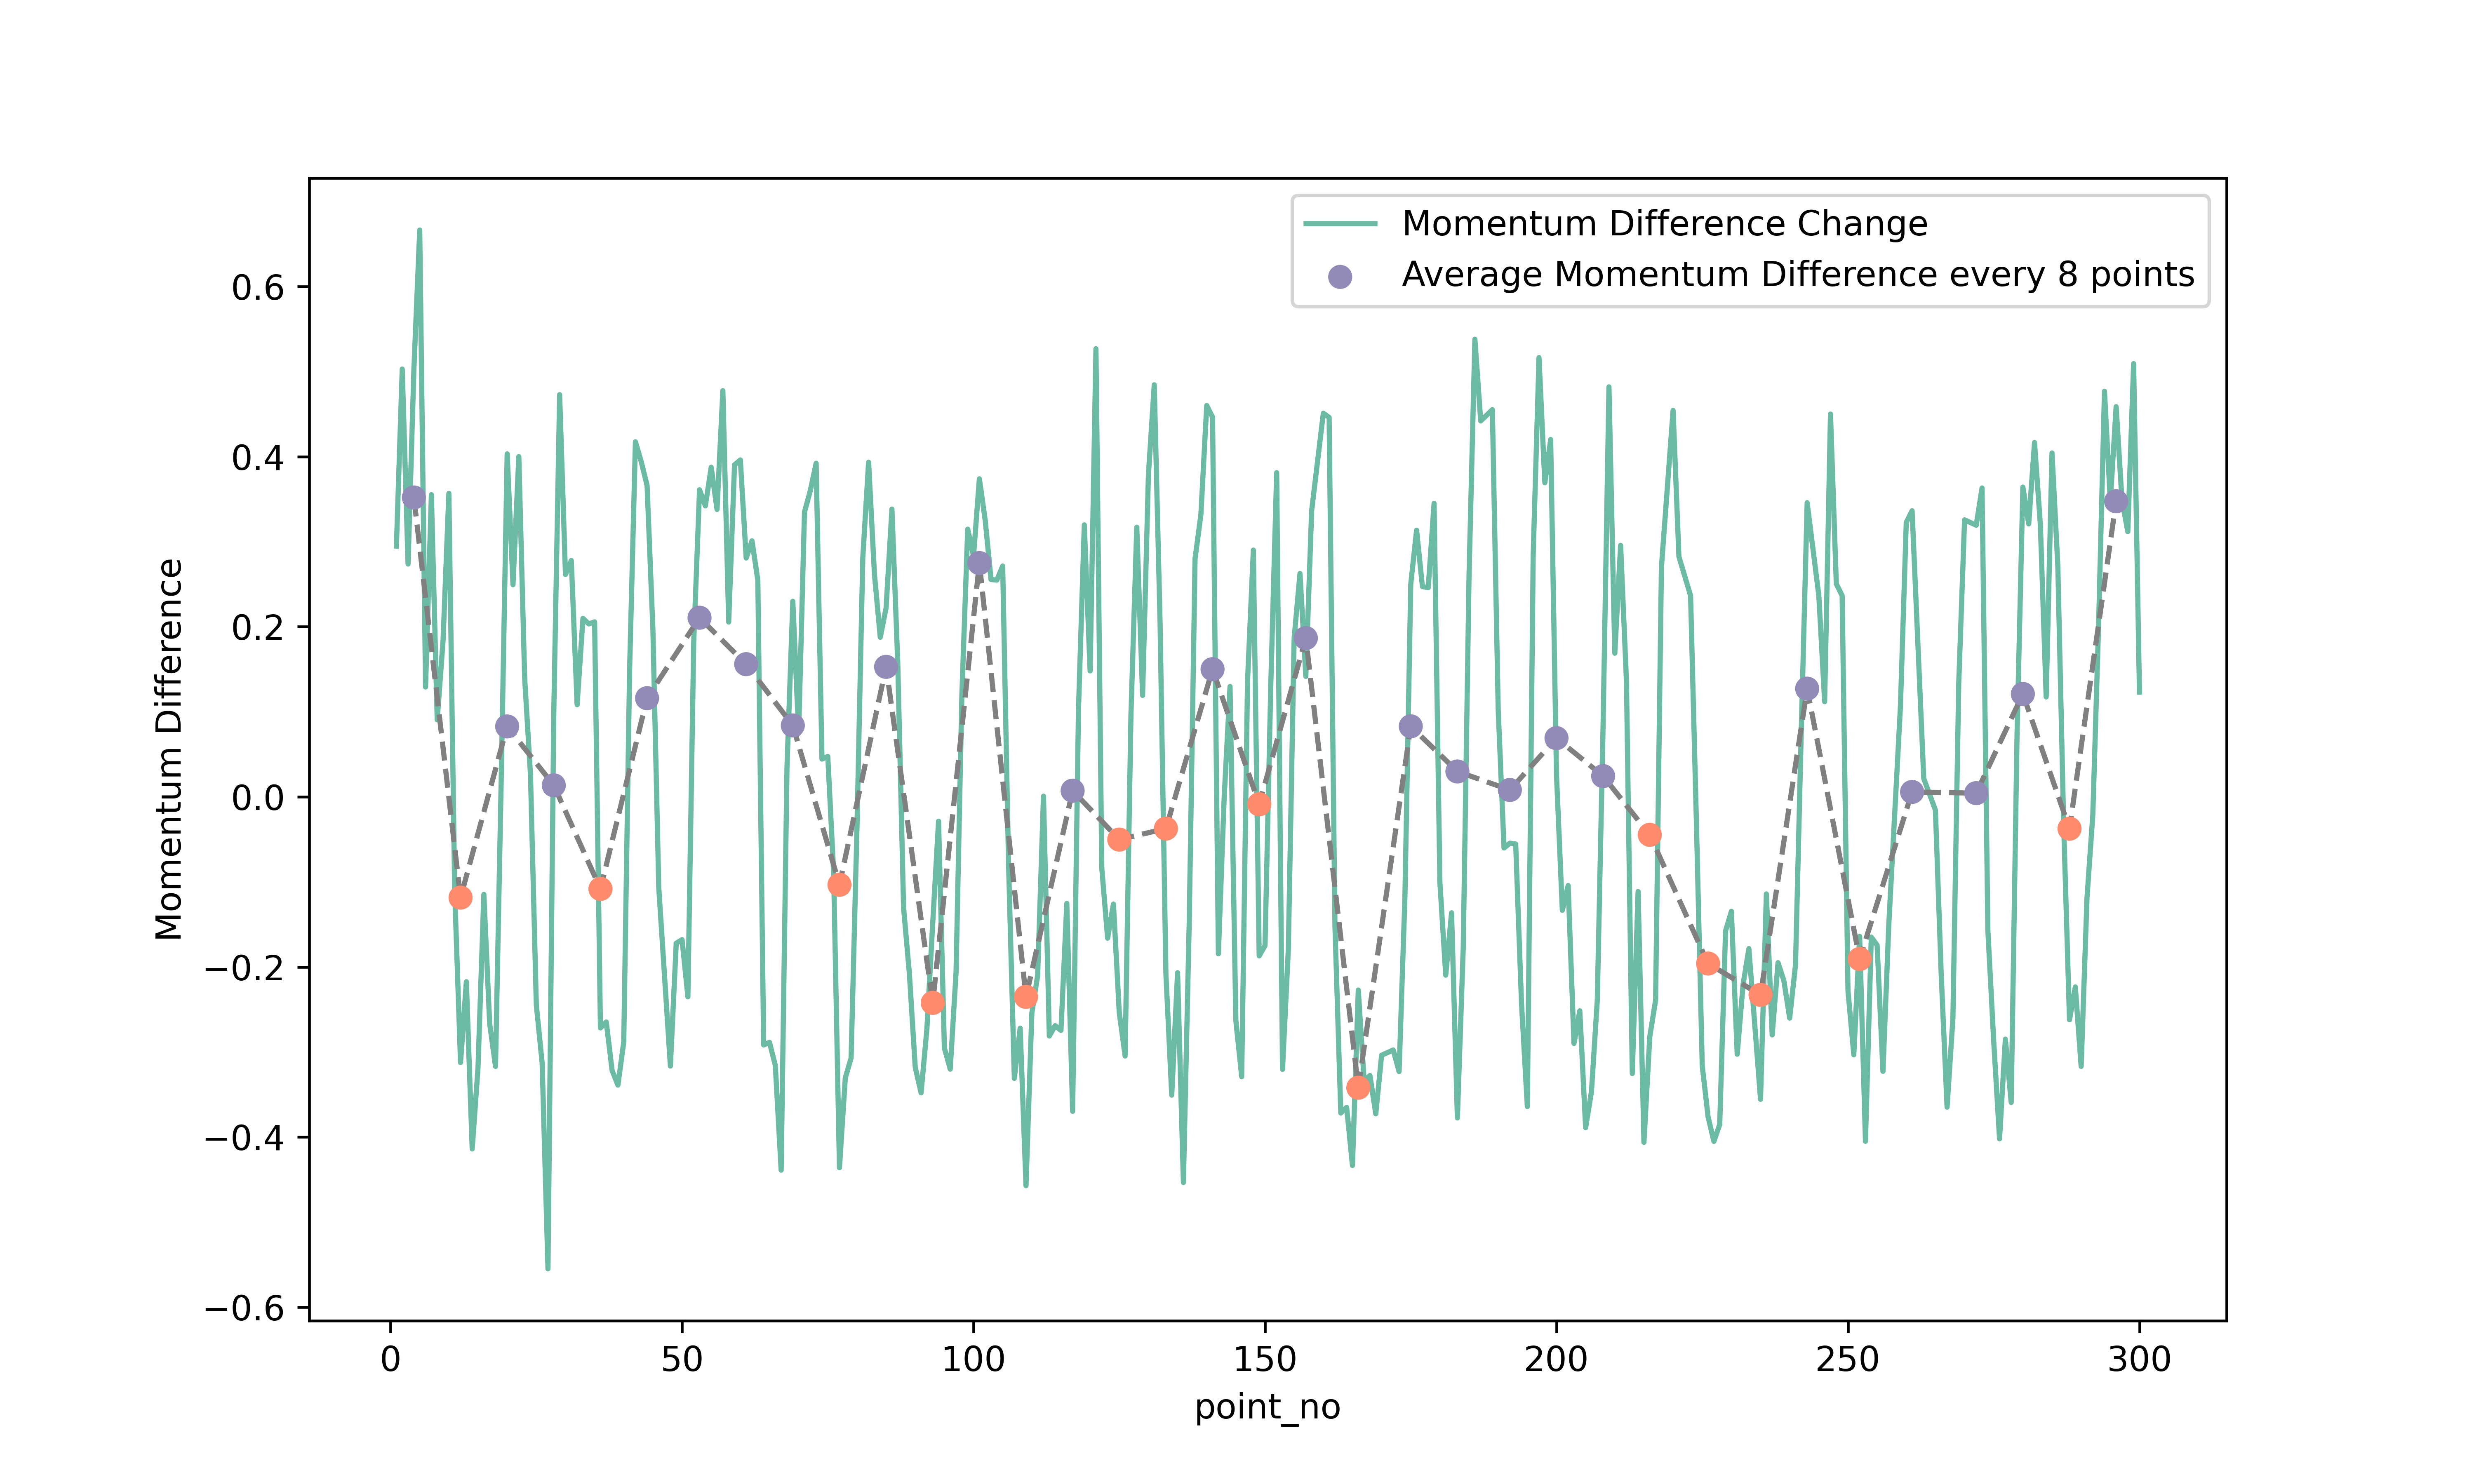 Momentum Difference Change
Average Momentum Difference every 8 points
Momentum Difference
0.6
0.4
0.2
0.0
−0.2
−0.4
−0.6
0 50 100 150 200 250 300
point_no